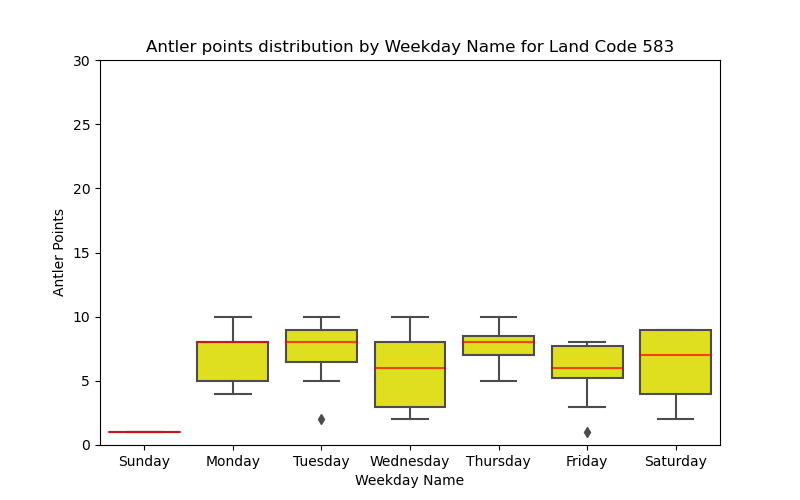 Antler points distribution by Weekday Name for Land Code 583
30
25
20
15
10
5
0
Antler Points
Sunday Monday Tuesday Wednesday Thursday Friday Saturday
Weekday Name